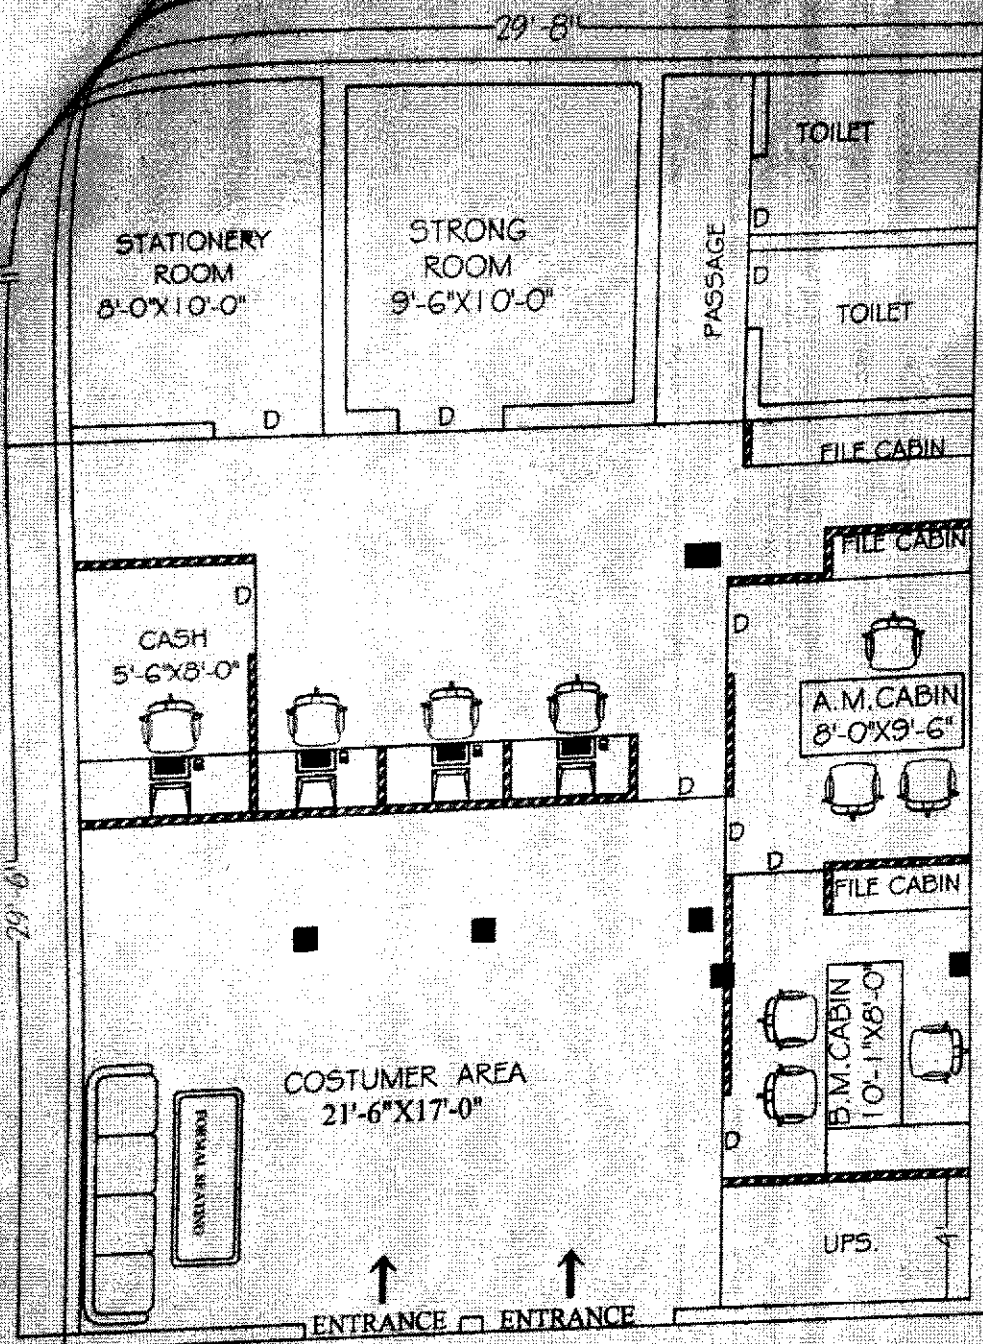 29'-8"
TOILET
STATIONERY
ROOM
8'-0"X10'-0"
STRONG
ROOM
9'-6"X10'-0"
PASSAGE
D
D
TOILET
D
D
FILE CABIN
FILE CABIN
D
CASH
5'-6"X8'-0"
D
A.M.CABIN
8'-0"X9'-6"
D
D
D
FILE CABIN
29'-6"
B.M.CABIN
10'-1"X8'-0"
COSTUMER AREA
21'-6"X17'-0"
FORMAL SEATING
D
UPS.
ENTRANCE
ENTRANCE